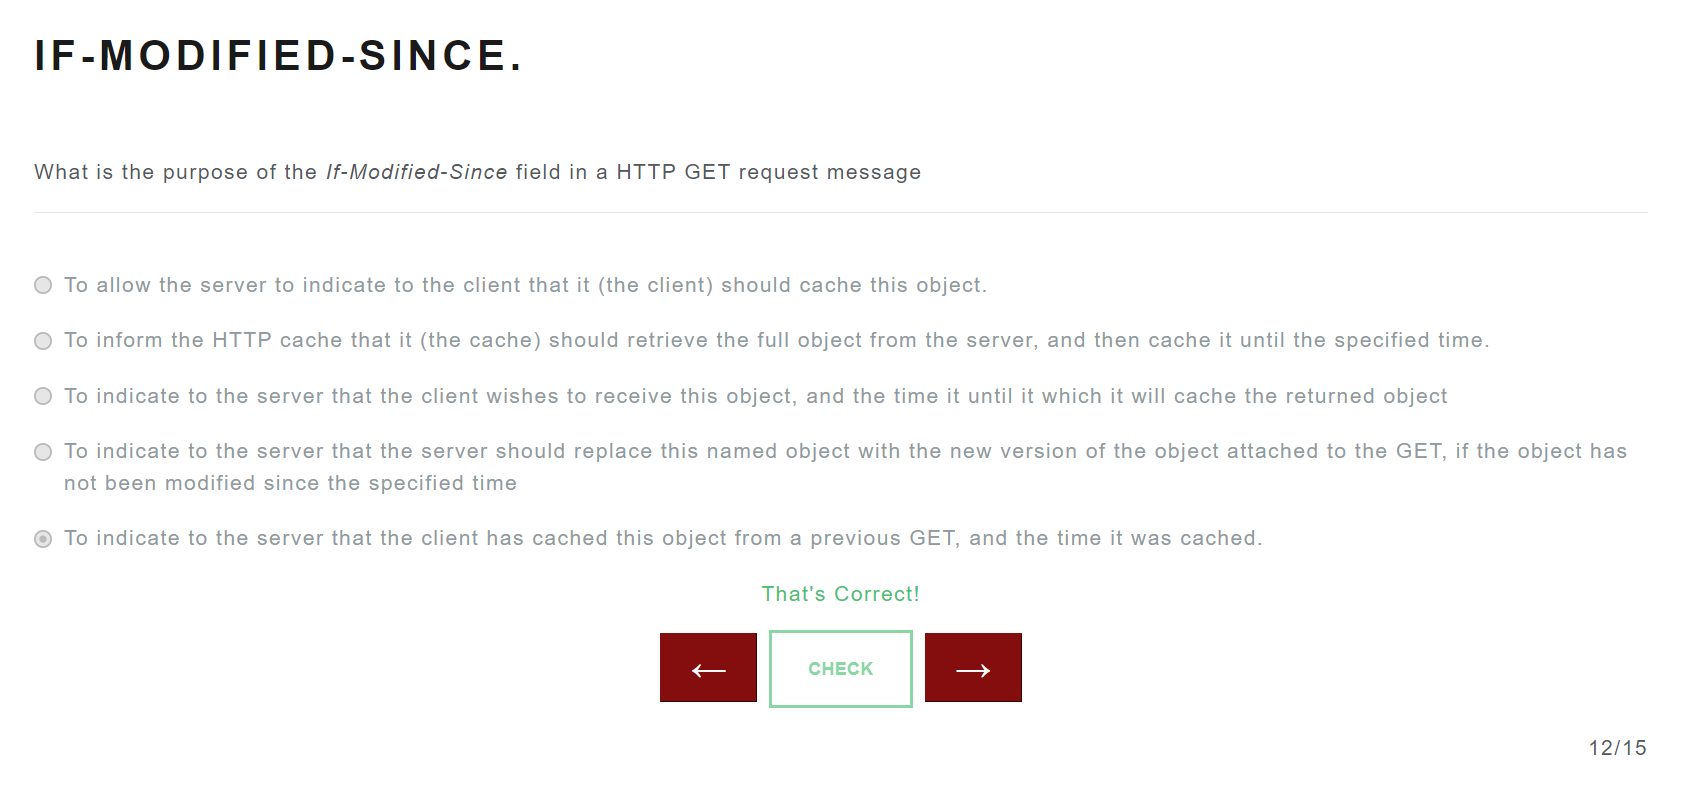 IF-MODIFIED-SINCE.
What is the purpose of the If-Modified-Since field in a HTTP GET request message
To allow the server to indicate to the client that it (the client) should cache this object.
To inform the HTTP cache that it (the cache) should retrieve the full object from the server, and then cache it until the specified time.
To indicate to the server that the client wishes to receive this object, and the time it until it which it will cache the returned object
To indicate to the server that the server should replace this named object with the new version of the object attached to the GET, if the object has
not been modified since the specified time
To indicate to the server that the client has cached this object from a previous GET, and the time it was cached.
That's Correct!
← CHECK →
12/15